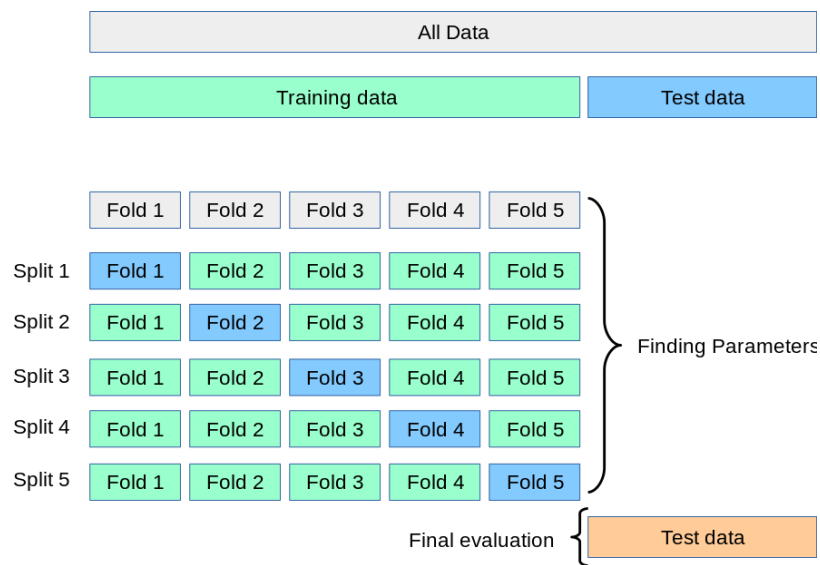 All Data
Training data Test data
Fold 1 Fold 2 Fold 3 Fold 4 Fold 5
Split 1 Fold 1 Fold 2 Fold 3 Fold 4 Fold 5
Split 2 Fold 1 Fold 2 Fold 3 Fold 4 Fold 5
Finding Parameters
Split 3 Fold 1 Fold 2 Fold 3 Fold 4 Fold 5
Split 4 Fold 1 Fold 2 Fold 3 Fold 4 Fold 5
Split 5 Fold 1 Fold 2 Fold 3 Fold 4 Fold 5
Final evaluation Test data